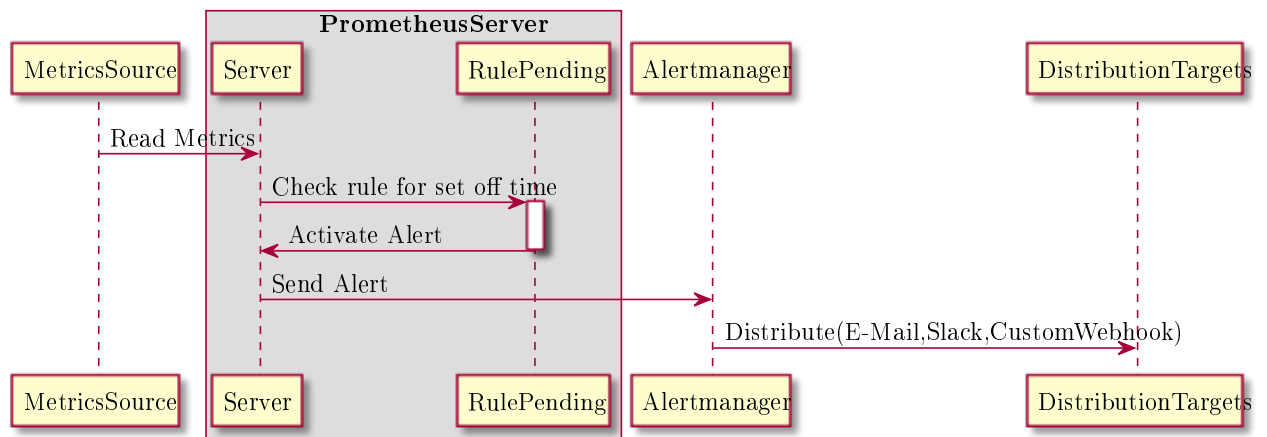 PrometheusServer
MetricsSource
Server
RulePending
Alertmanager
DistributionTargets
Read Metrics
Check rule for set off time
Activate Alert
Send Alert
Distribute(E-Mail,Slack,CustomWebhook)
MetricsSource
Server
RulePending
Alertmanager
DistributionTargets